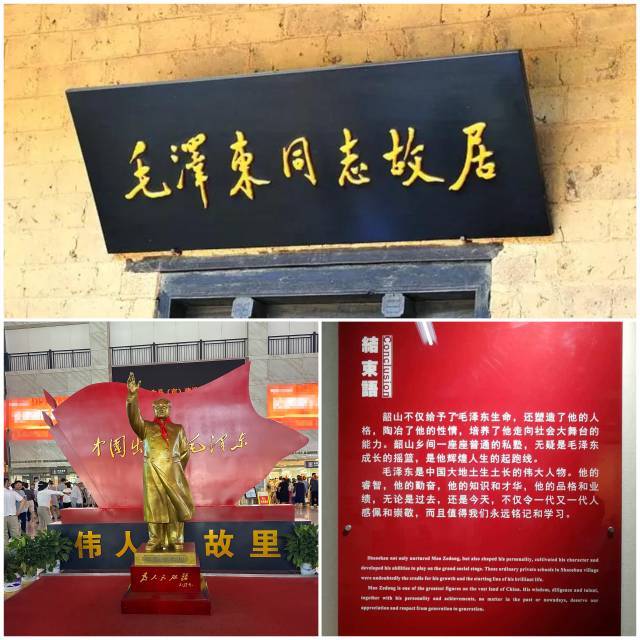 毛澤東同志故居
中国出了个毛泽东
伟人故里
为人民服务
結束語
Conclusion
韶山不仅给予了毛泽东生命，还塑造了他的人
格，陶冶了他的性情，培养了他走向社会大舞台的
能力。韶山乡间一座座普通的私塾，无疑是毛泽东
成长的摇篮，是他辉煌人生的起跑线。
毛泽东是中国大地土生土长的伟大人物。他的
睿智，他的勤奋，他的知识和才华，他的品格和业
绩，无论是过去，还是今天，不仅令一代又一代人
感佩和崇敬，而且值得我们永远铭记和学习。
Shaoshan not only nurtured Mao Zedong, but also shaped his personality, cultivated his character and
developed his abilities to play on the grand social stage. Those ordinary private schools in Shaoshan village
were undoubtedly the cradle for his growth and the starting line of his brilliant life.
Mao Zedong is one of the greatest figures on the vast land of China. His wisdom, diligence and talent,
together with his personality and achievements, no matter in the past or nowadays, deserve our
appreciation and respect from generation to generation.